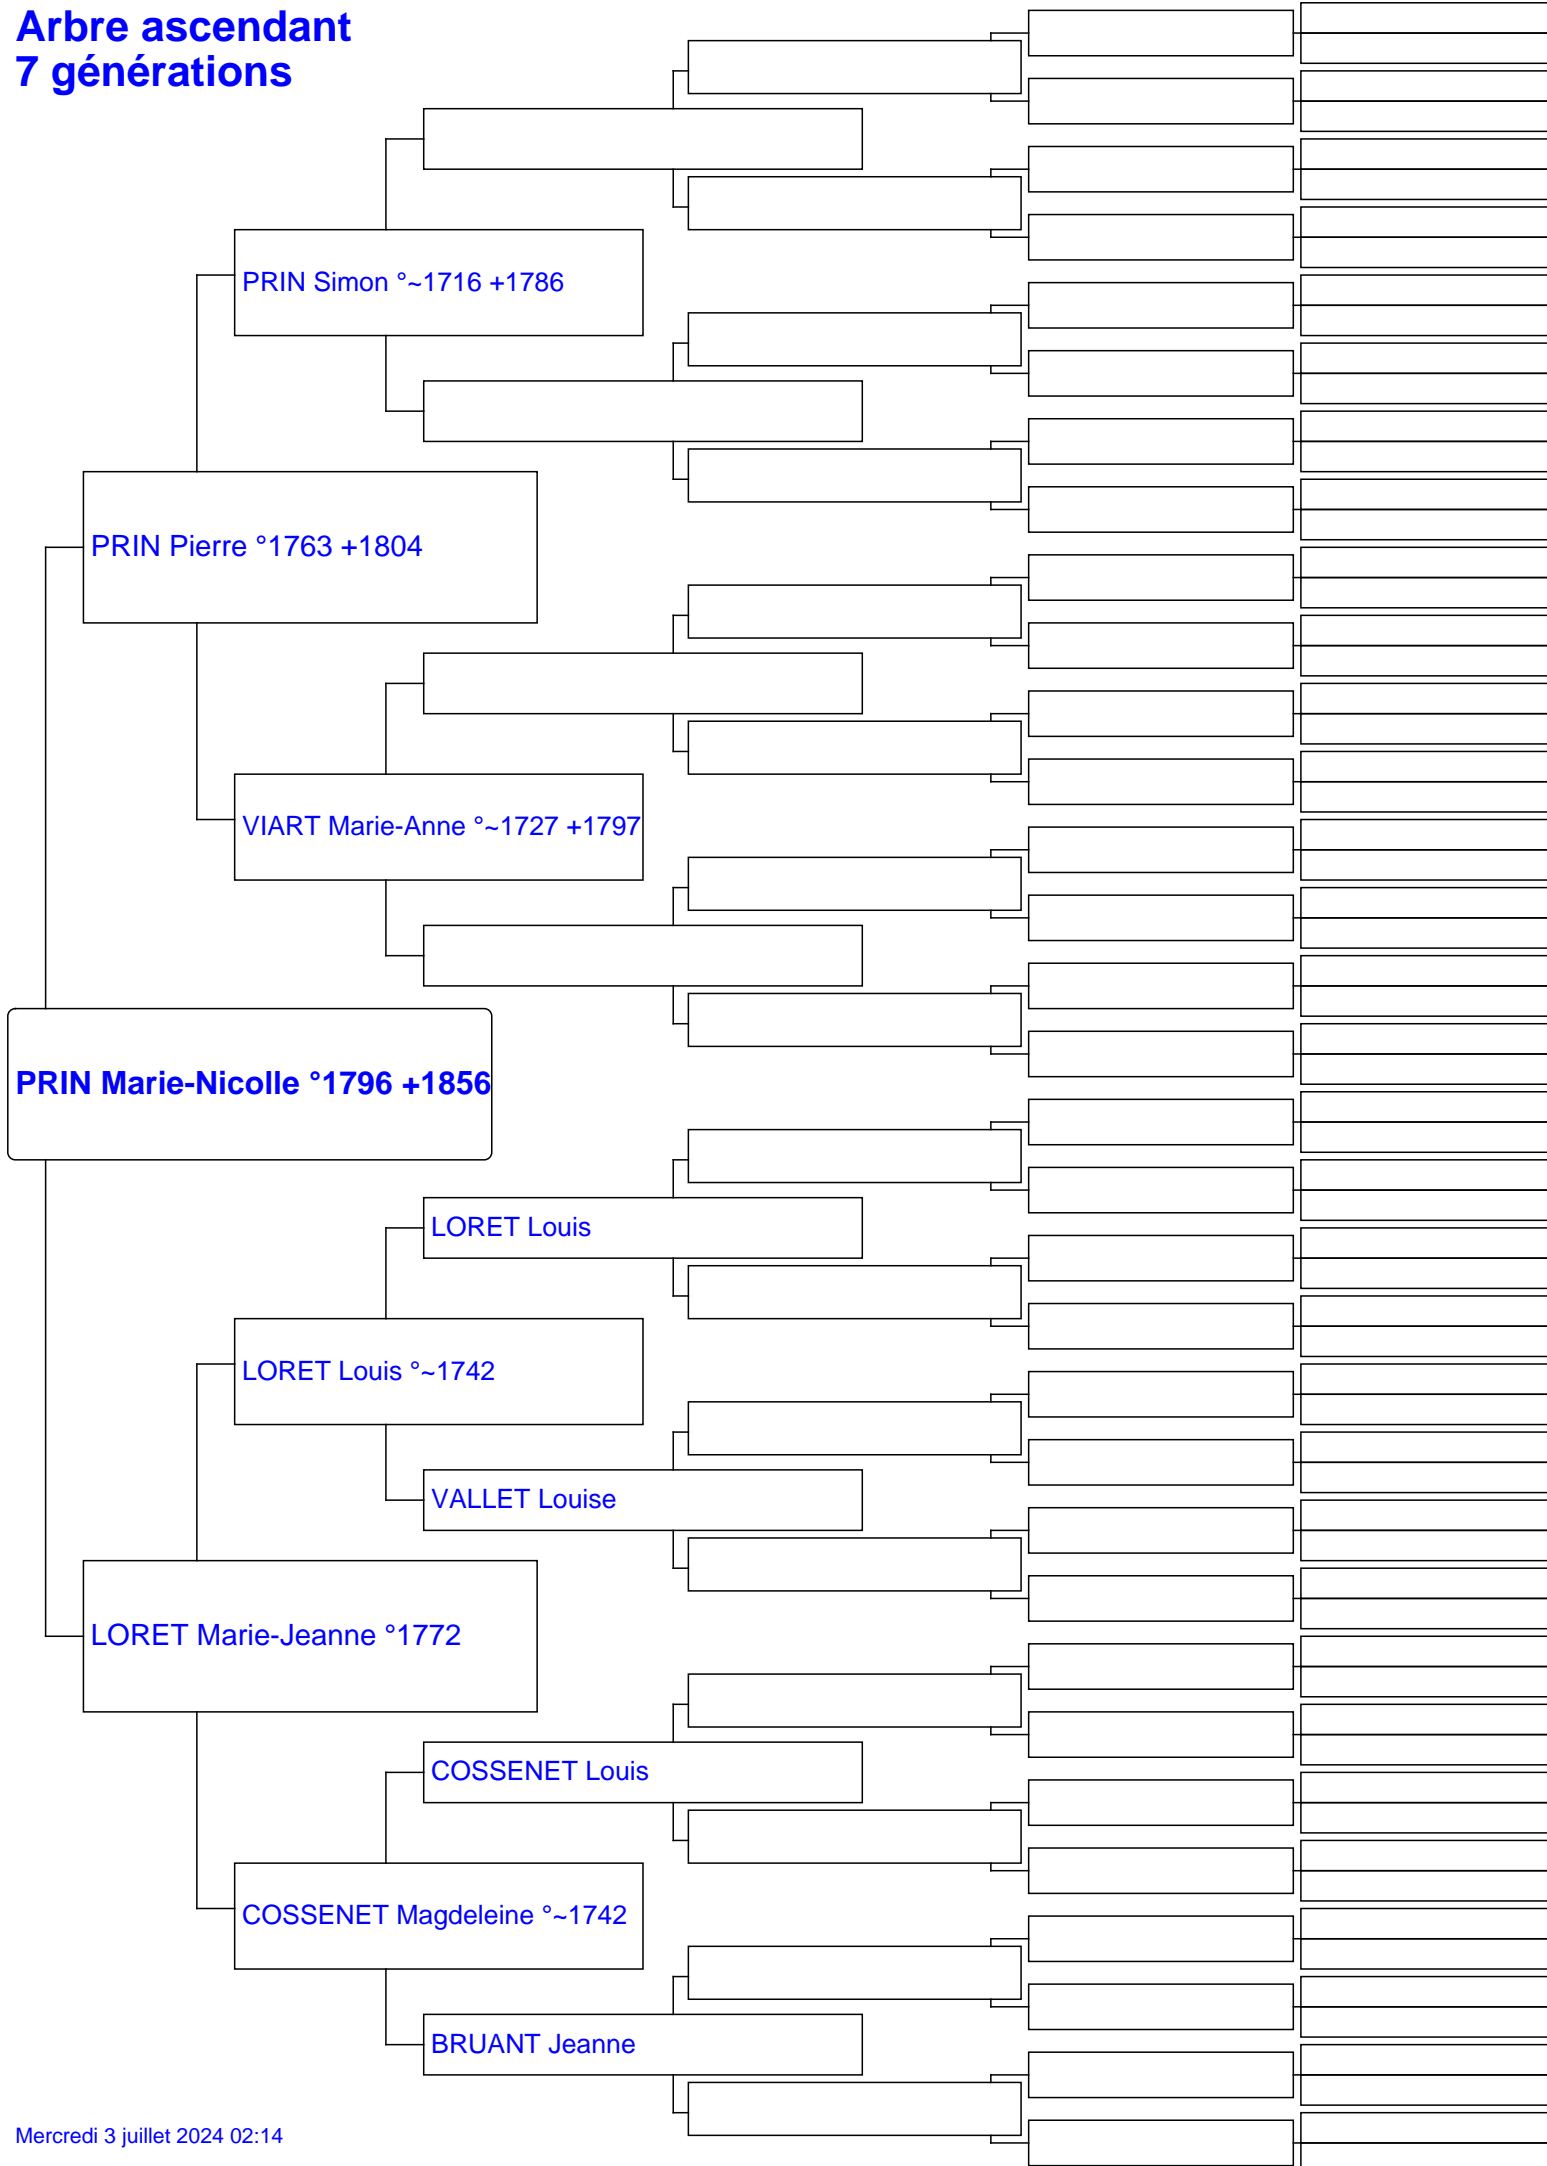 Arbre ascendant
7 générations
PRIN Simon °~1716 +1786
PRIN Pierre °1763 +1804
VIART Marie-Anne °~1727 +1797
PRIN Marie-Nicolle °1796 +1856
LORET Louis
LORET Louis °~1742
VALLET Louise
LORET Marie-Jeanne °1772
COSSENET Louis
COSSENET Magdeleine °~1742
BRUANT Jeanne
Mercredi 3 juillet 2024 02:14